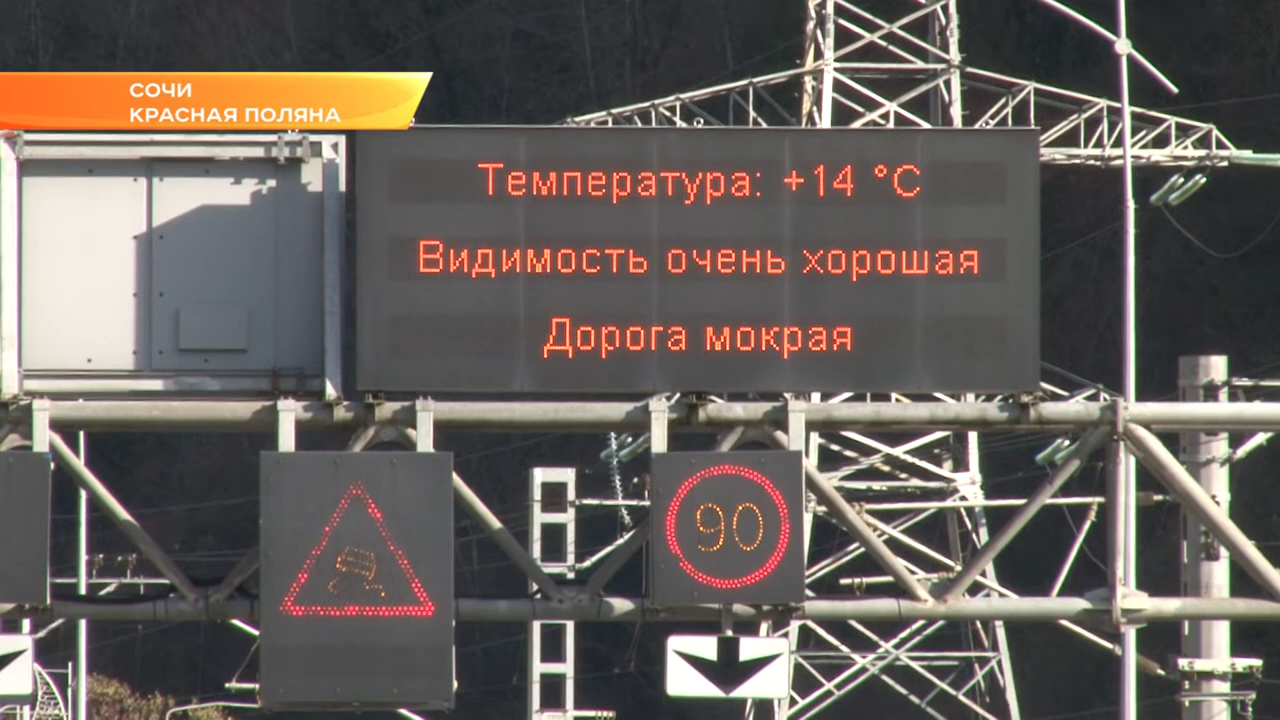 СОЧИ
КРАСНАЯ ПОЛЯНА
Температура: +14 °C
Видимость очень хорошая
Дорога мокрая
90